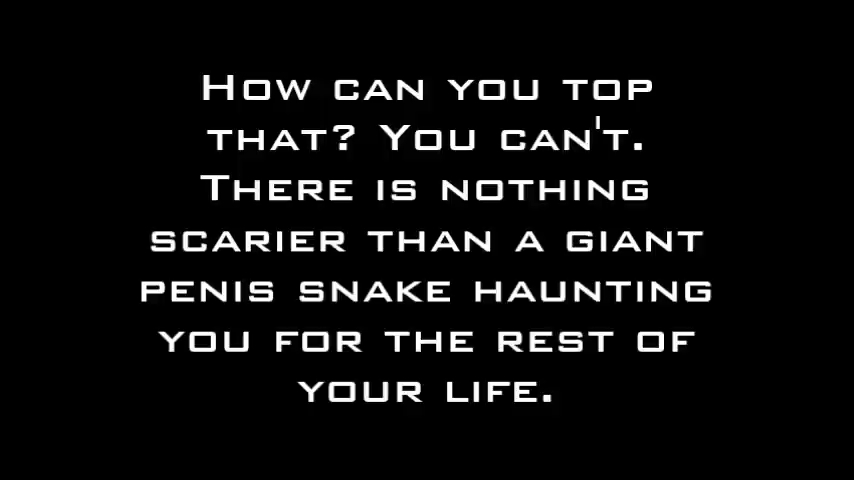 How can you top
that? You can't.
There is nothing
scarier than a giant
penis snake haunting
you for the rest of
your life.